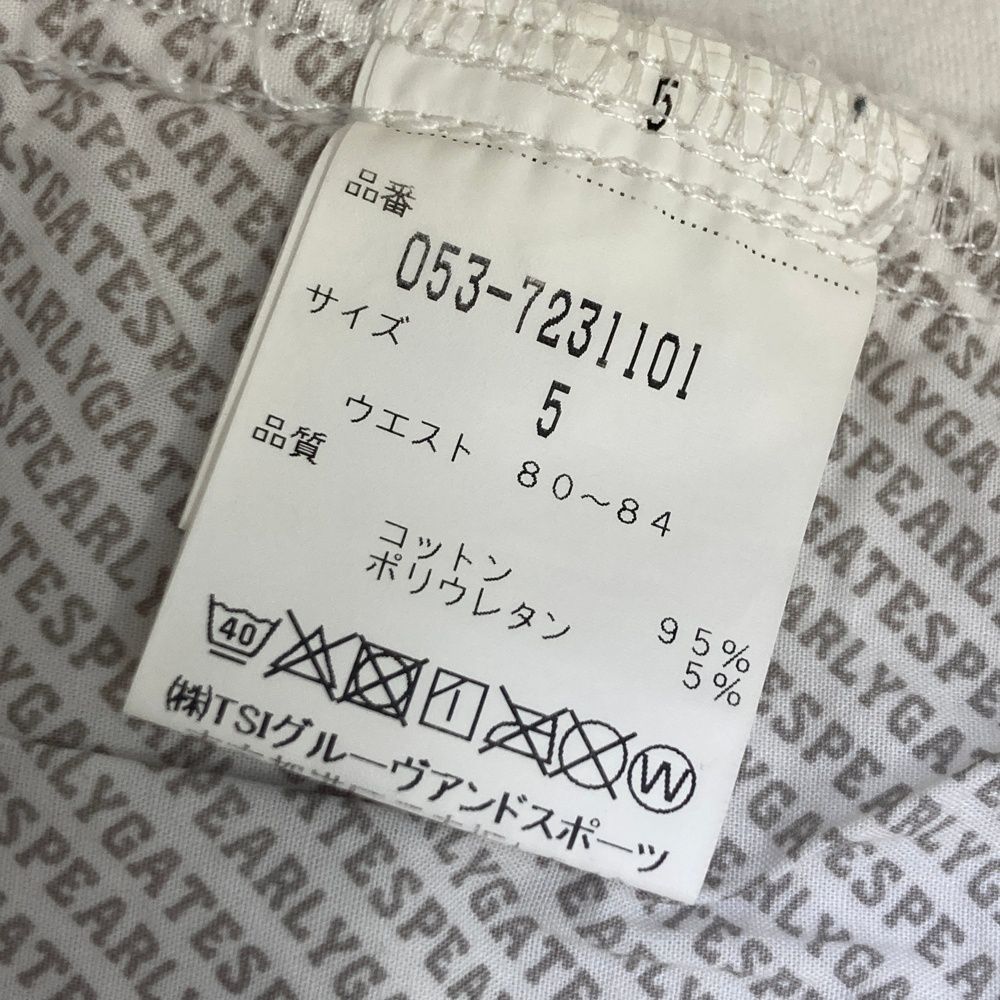 5
品番
053-7231101
サイズ
5
ウエスト 80〜84
品質
コットン 95%
ポリウレタン 5%
40
W
㈱TSIグルーヴアンドスポーツ
PEARLYGATES PEARLYGATES PEARLYGATES